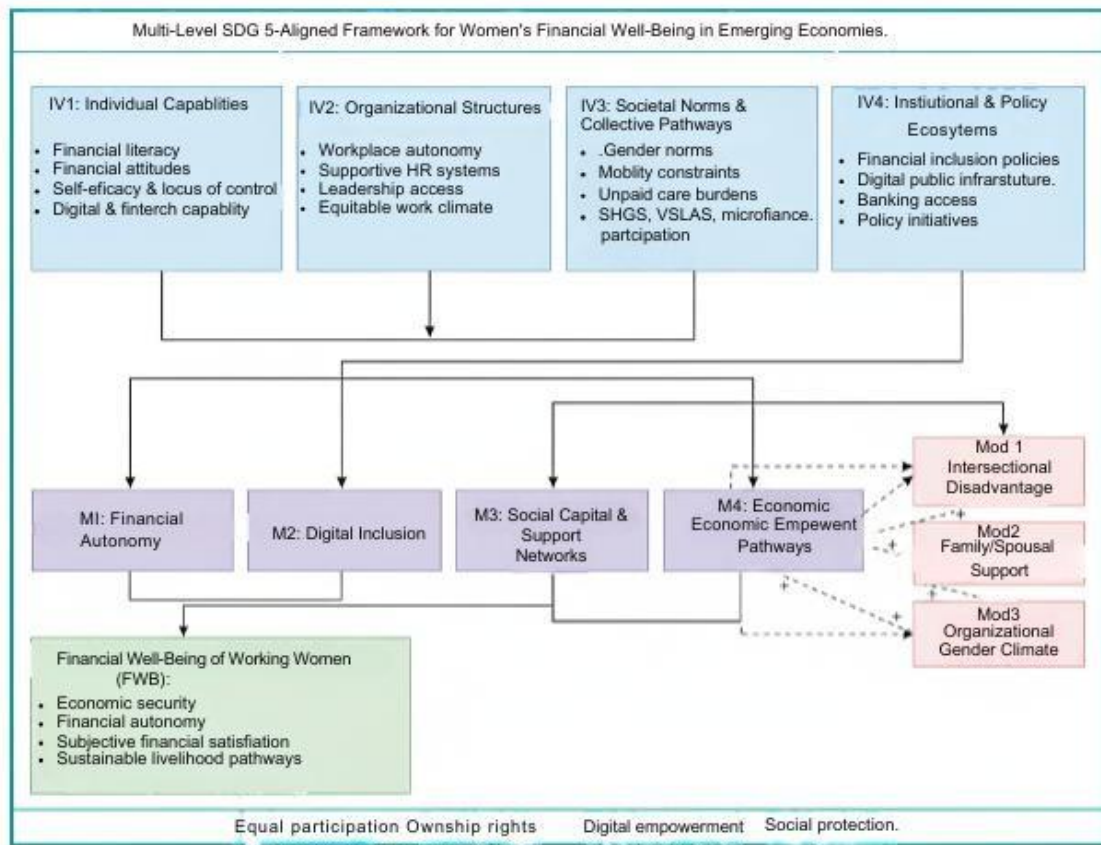 Multi-Level SDG 5-Aligned Framework for Women's Financial Well-Being in Emerging Economies.
IV1: Individual Capablities
• Financial literacy
• Financial attitudes
• Self-eficacy & locus of control
• Digital & finterch capablity
IV2: Organizational Structures
• Workplace autonomy
• Supportive HR systems
• Leadership access
• Equitable work climate
IV3: Societal Norms &
Collective Pathways
• .Gender norms
• Moblity constraints
• Unpaid care burdens
• SHGS, VSLAS, microfiance.
partcipation
IV4: Instiutional & Policy
Ecosytems
• Financial inclusion policies
• Digital public infrarstuture.
• Banking access
• Policy initiatives
MI: Financial
Autonomy
M2: Digital Inclusion
M3: Social Capital &
Support
Networks
M4: Economic
Economic Empewent
Pathways
Mod 1
Intersectional
Disadvantage
Mod2
Family/Spousal
Support
Mod3
Organizational
Gender Climate
+
+
+
+
+
Financial Well-Being of Working Women
(FWB):
• Economic security
• Financial autonomy
• Subjective financial satisfiation
• Sustainable livelihood pathways
Equal participation Ownship rights Digital empowerment Social protection.